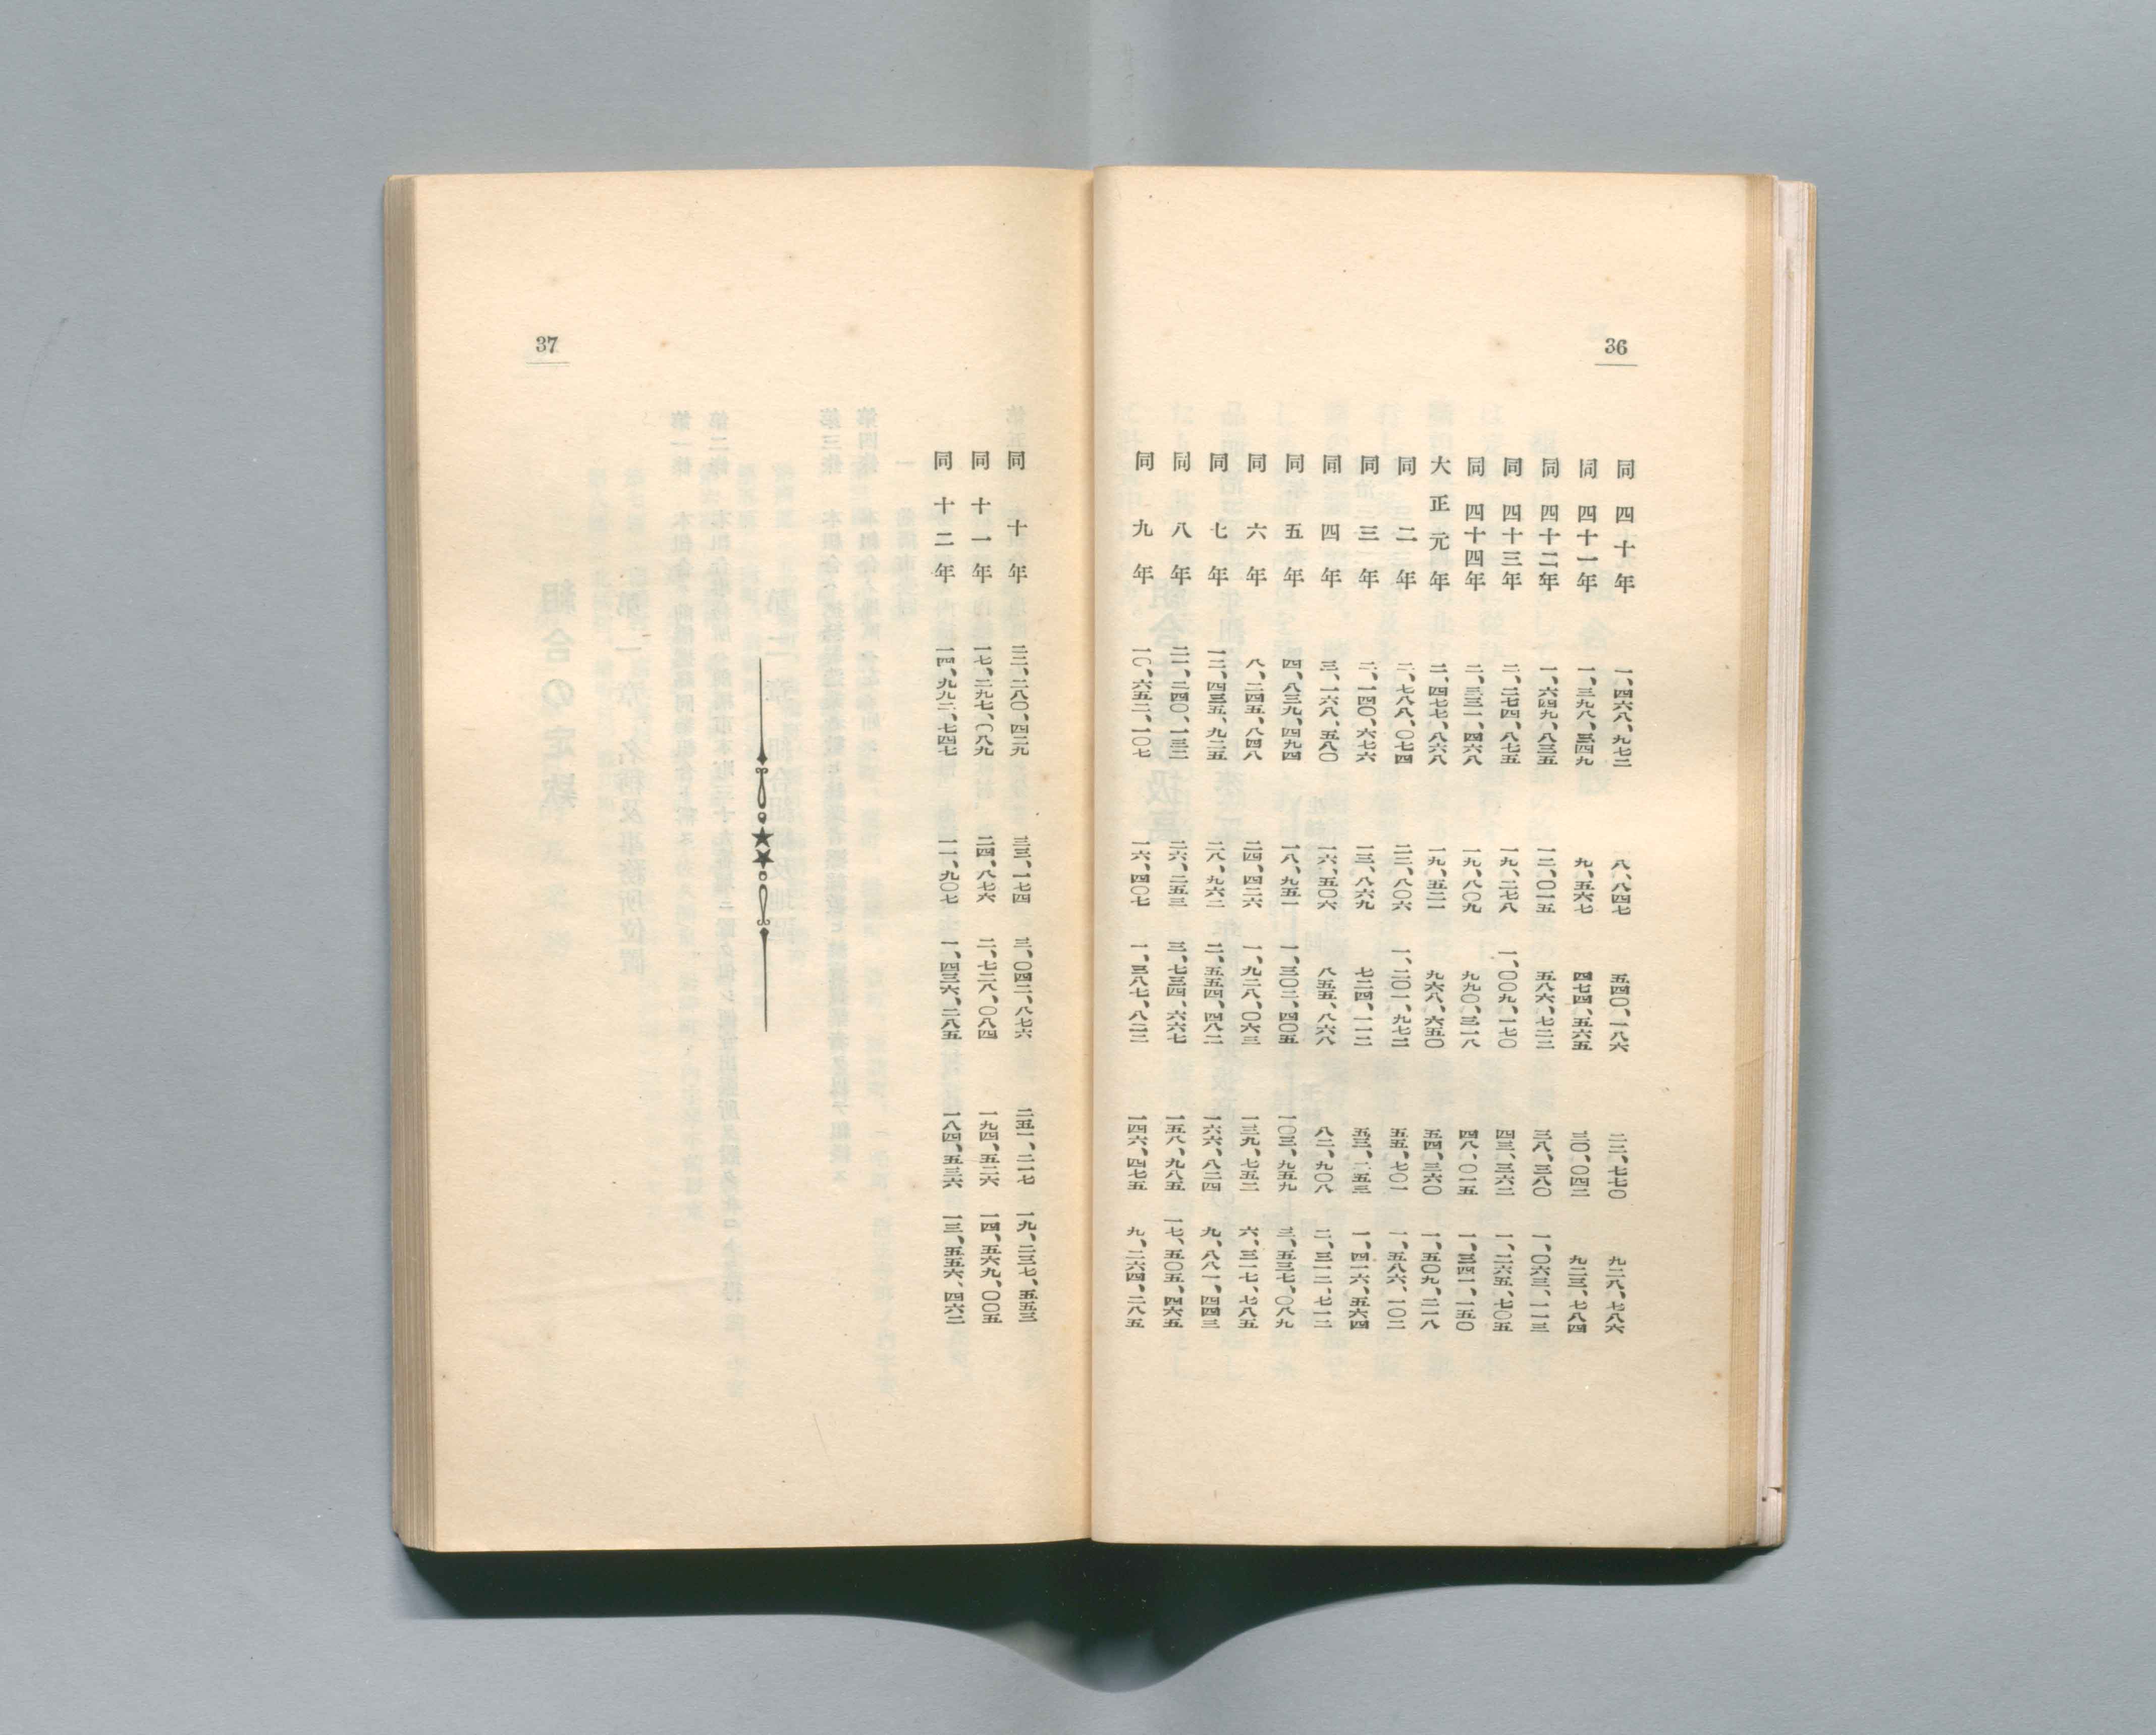 36
同四十年 一、四六八、九七二 八、八四七 五四〇、一八六 二二、七七〇 九二八、七八六
同四十一年 一、三九八、三四九 九、五六七 四七四、五六五 三〇、〇四二 九二三、七八四
同四十二年 一、六四九、八三五 一二、〇一五 五八六、七二二 三八、三八〇 一、〇六三、一一三
同四十三年 二、二七四、八七五 一九、二七八 一、〇〇九、一七〇 四三、三六二 一、二六五、七〇五
同四十四年 二、三三一、四六八 一九、八〇九 九九〇、三一八 四八、〇一五 一、三四一、一五〇
大正元年 二、四七七、八六八 一九、五二一 九六八、六五〇 五四、三六〇 一、五〇九、二一八
同二年 二、七八八、〇七四 二二、八〇六 一、二〇一、九七二 五五、七〇一 一、五八六、一〇二
同三年 二、一四〇、六七六 一三、八六九 七二四、一一二 五三、二五三 一、四一六、五六四
同四年 三、一六八、五八〇 一六、五〇六 八五五、八六八 八二、九〇八 二、三一二、七一二
同五年 四、八三九、四九四 一八、九五一 一、三〇二、四〇五 一〇三、九五九 三、五三七、〇八九
同六年 八、二四五、八四八 二四、四二六 一、九二八、〇六三 一三九、七五二 六、三一七、七八五
同七年 一二、四三五、九二五 二八、九六二 二、五五四、四八二 一六六、八二四 九、八八一、四四三
同八年 二一、二四〇、一三二 二六、二五三 三、七三四、六六七 一五八、九八五 一七、五〇五、四六五
同九年 一〇、六五二、一〇七 一六、四〇七 一、三八七、八二二 一四六、四七五 九、二六四、二八五
37
同十年 二二、二八〇、四二九 三三、一七四 三、〇四二、八七六 二五一、二一七 一九、二三七、五五三
同十一年 一七、二九七、〇八九 二四、八七六 二、七二八、〇八四 一九四、五二六 一四、五六九、〇〇五
同十二年 一四、九九二、七四七 一一、九〇七 一、四三六、二八五 一八四、五三六 一三、五五六、四六二